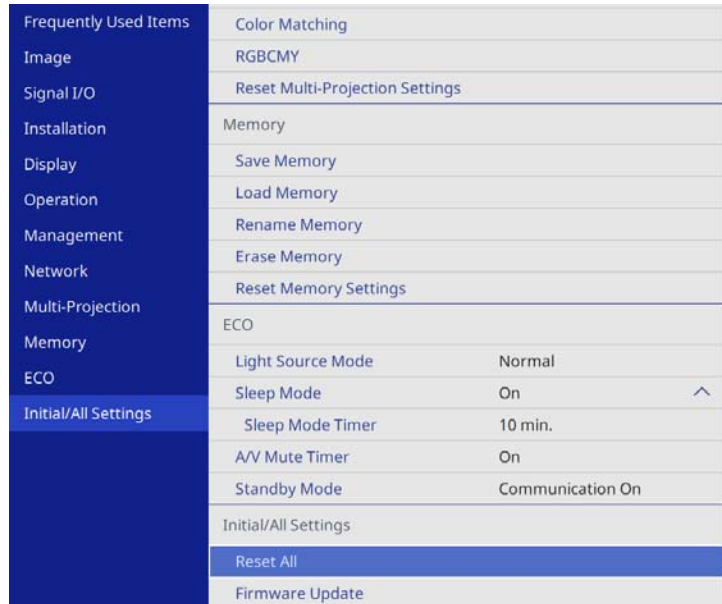 Frequently Used Items
Image
Signal I/O
Installation
Display
Operation
Management
Network
Multi-Projection
Memory
ECO
Initial/All Settings
Color Matching
RGBCMY
Reset Multi-Projection Settings
Memory
Save Memory
Load Memory
Rename Memory
Erase Memory
Reset Memory Settings
ECO
Light Source Mode Normal
Sleep Mode On
Sleep Mode Timer 10 min.
A/V Mute Timer On
Standby Mode Communication On
Initial/All Settings
Reset All
Firmware Update